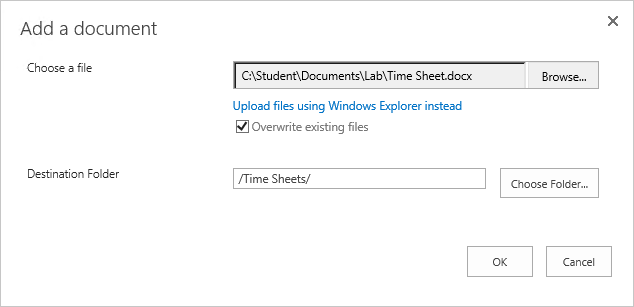 Add a document
Choose a file
C:\Student\Documents\Lab\Time Sheet.docx
Browse...
Upload files using Windows Explorer instead
Overwrite existing files
Destination Folder
/Time Sheets/
Choose Folder...
OK
Cancel